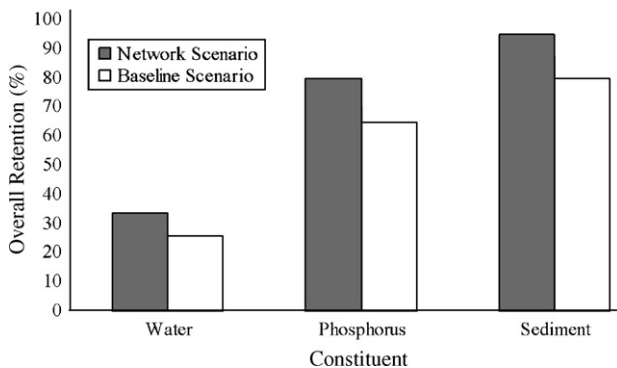 100
90
80
70
60
50
40
30
20
10
0
Overall Retention (%)
Network Scenario
Baseline Scenario
Water
Phosphorus
Sediment
Constituent